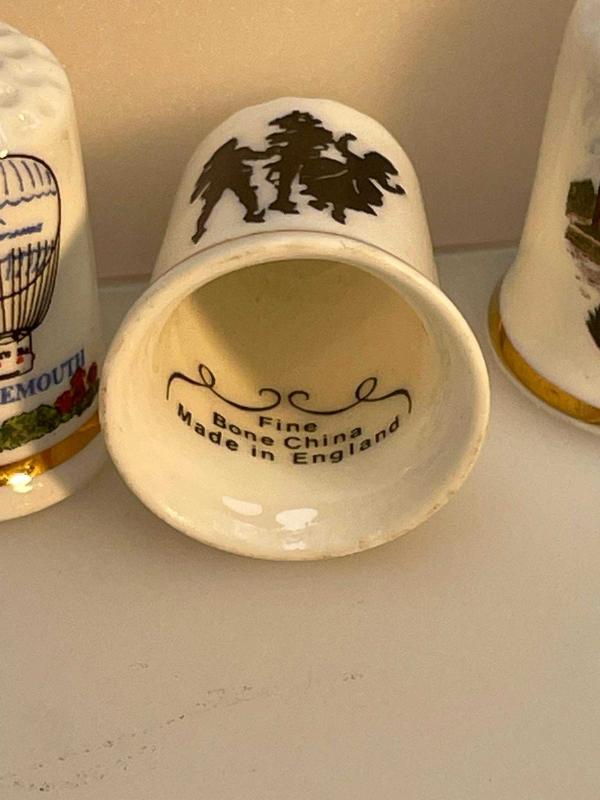 EMOUTH
Fine
Bone China
Made in England